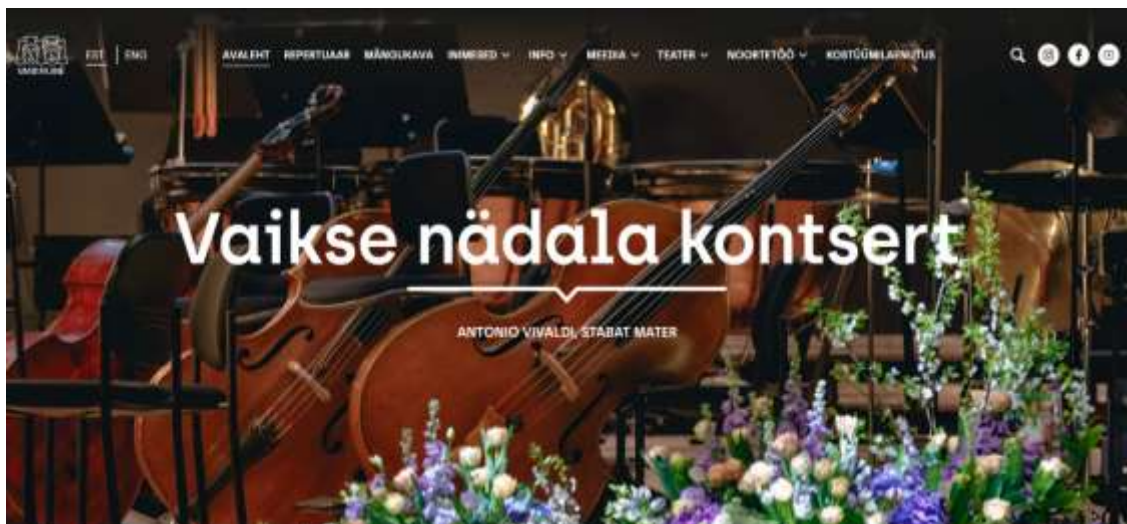 EST | ENG
AVALEHT REPERTUAAR MÄNGUKAVA INIMESED INFO MEEDIA TEATER NOORTETÖÖ KOSTÜÜMILAENUTUS
Vaikse nädala kontsert
ANTONIO VIVALDI, STABAT MATER